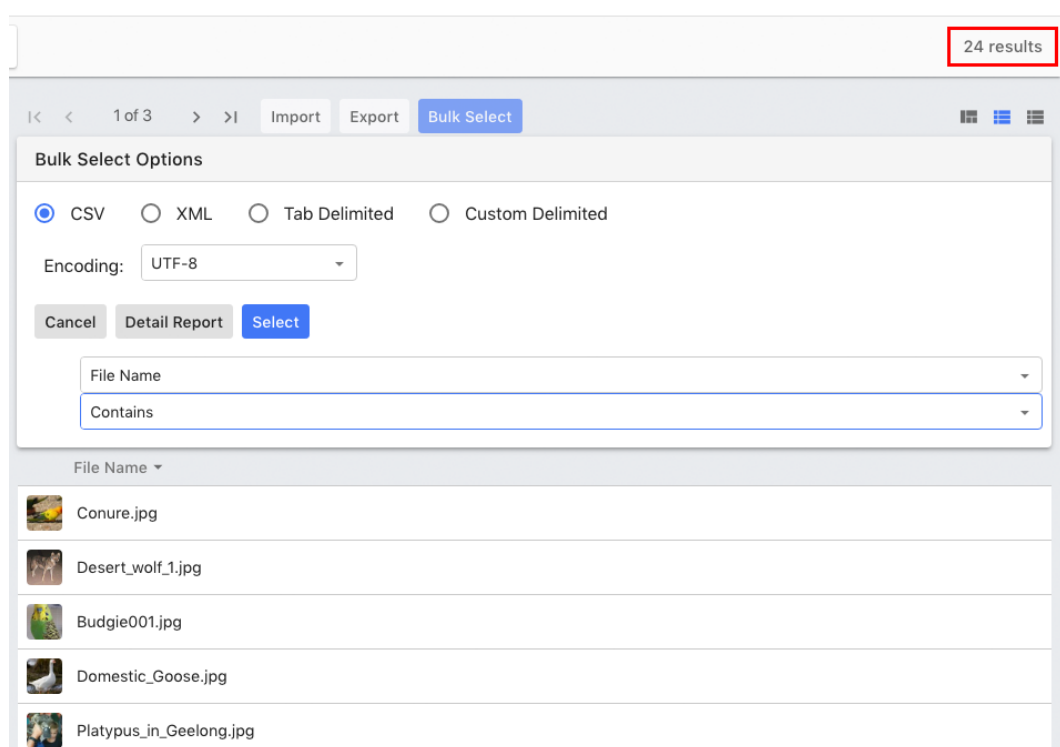 24 results
1 of 3 Import Export Bulk Select
Bulk Select Options
CSV XML Tab Delimited Custom Delimited
Encoding: UTF-8
Cancel Detail Report Select
File Name
Contains
File Name
Conure.jpg
Desert_wolf_1.jpg
Budgie001.jpg
Domestic_Goose.jpg
Platypus_in_Geelong.jpg